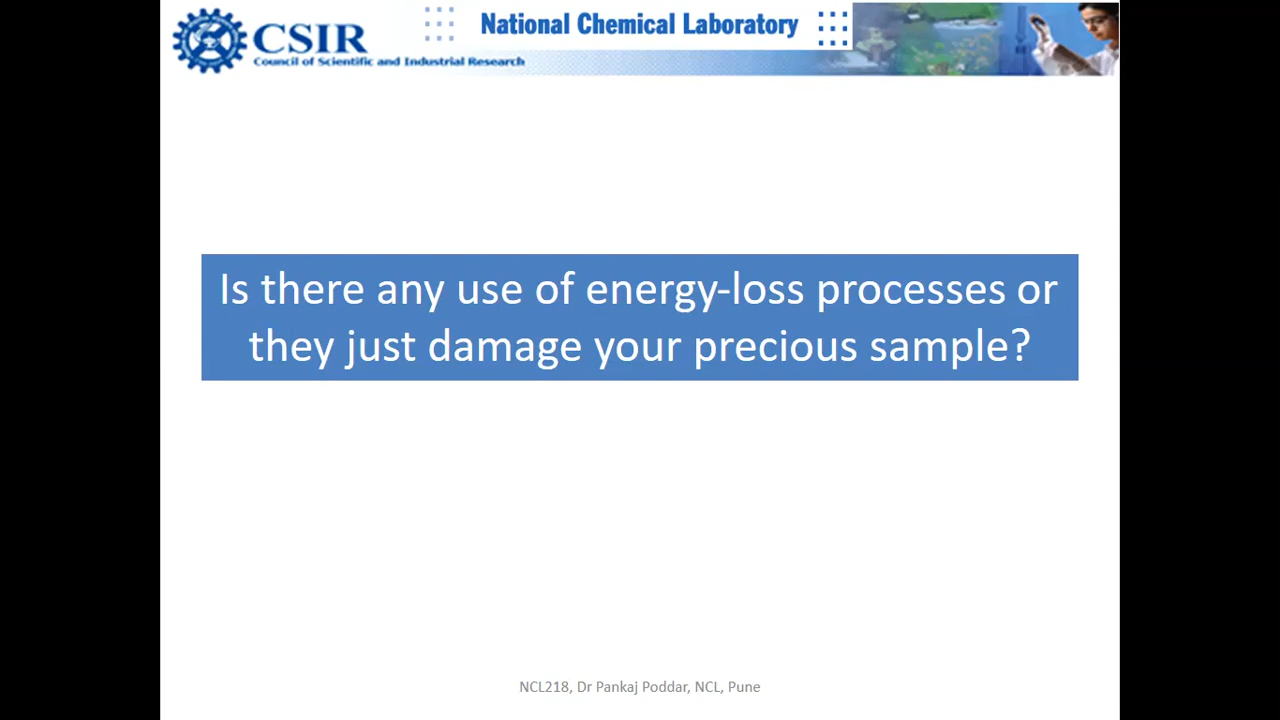 CSIR
Council of Scientific and Industrial Research
National Chemical Laboratory
Is there any use of energy-loss processes or
they just damage your precious sample?
NCL218, Dr Pankaj Poddar, NCL, Pune